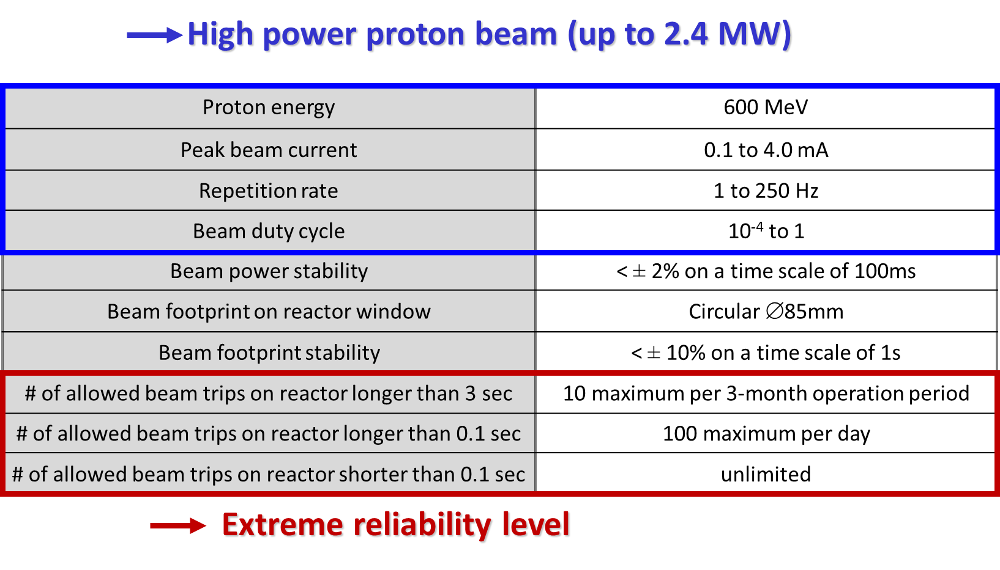 High power proton beam (up to 2.4 MW)
Proton energy 600 MeV
Peak beam current 0.1 to 4.0 mA
Repetition rate 1 to 250 Hz
Beam duty cycle 10⁻⁴ to 1
Beam power stability < ± 2% on a time scale of 100ms
Beam footprint on reactor window Circular ∅85mm
Beam footprint stability < ± 10% on a time scale of 1s
# of allowed beam trips on reactor longer than 3 sec 10 maximum per 3-month operation period
# of allowed beam trips on reactor longer than 0.1 sec 100 maximum per day
# of allowed beam trips on reactor shorter than 0.1 sec unlimited
Extreme reliability level